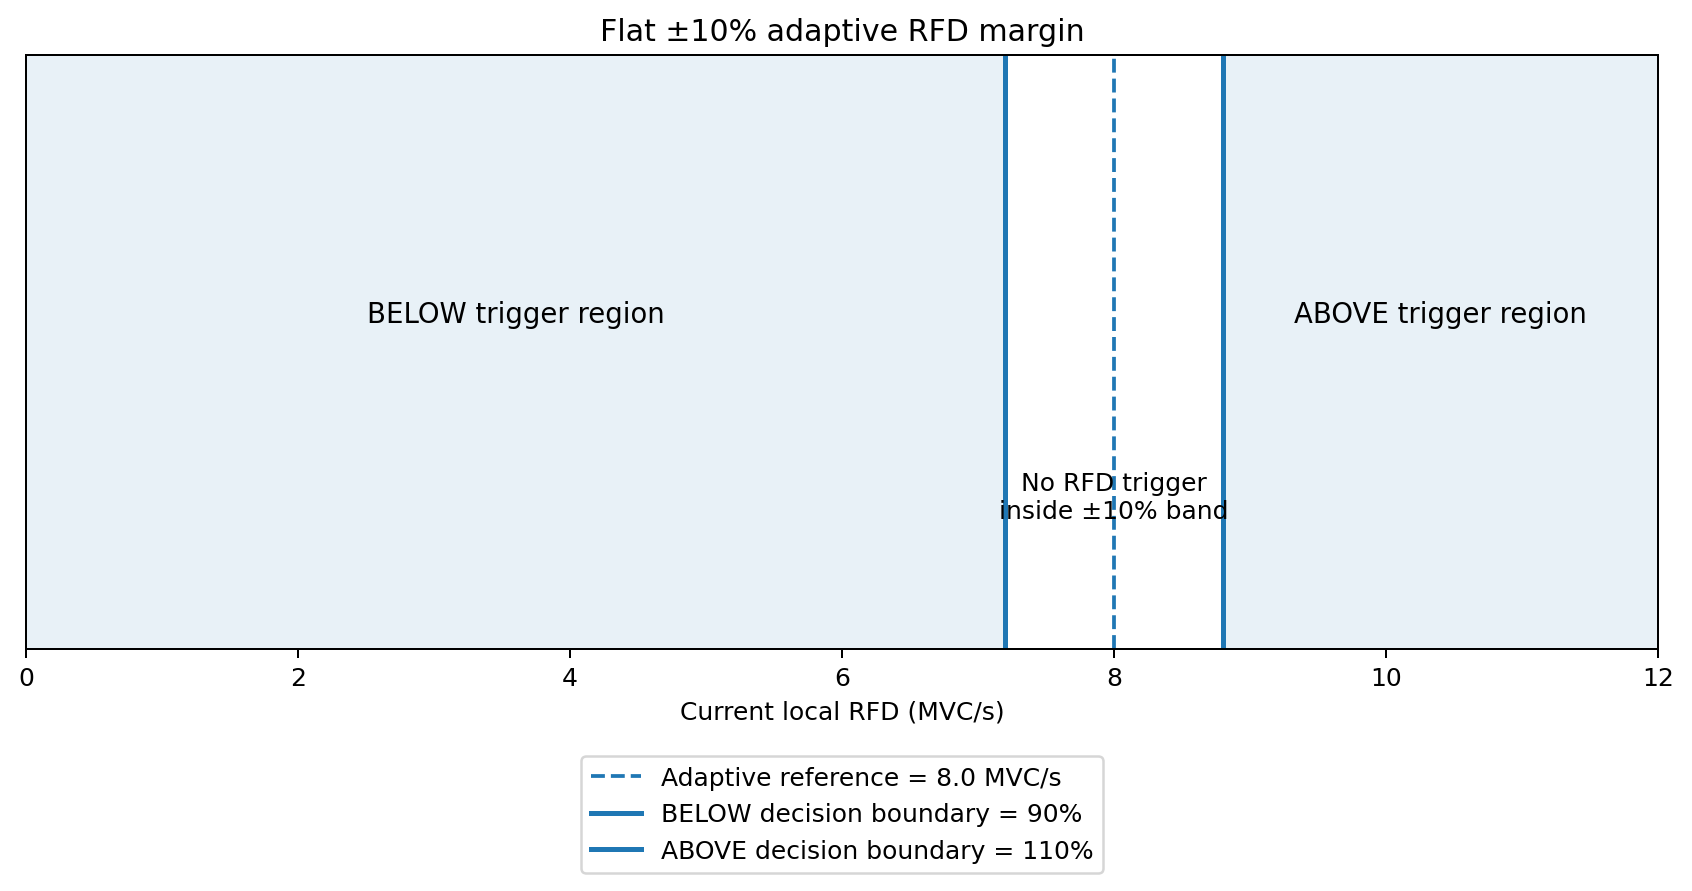 Flat ±10% adaptive RFD margin
BELOW trigger region
ABOVE trigger region
No RFD trigger
inside ±10% band
0 2 4 6 8 10 12
Current local RFD (MVC/s)
Adaptive reference = 8.0 MVC/s
BELOW decision boundary = 90%
ABOVE decision boundary = 110%